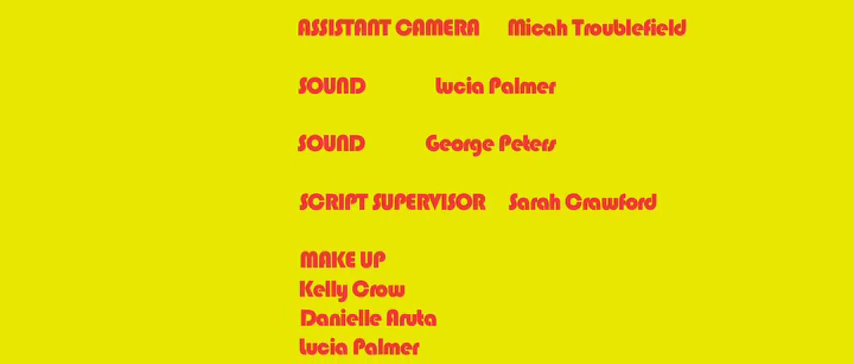 ASSISTANT CAMERA Micah Troublefield
SOUND Lucia Palmer
SOUND George Peters
SCRIPT SUPERVISOR Sarah Crawford
MAKE UP
Kelly Crow
Danielle Aruta
Lucia Palmer